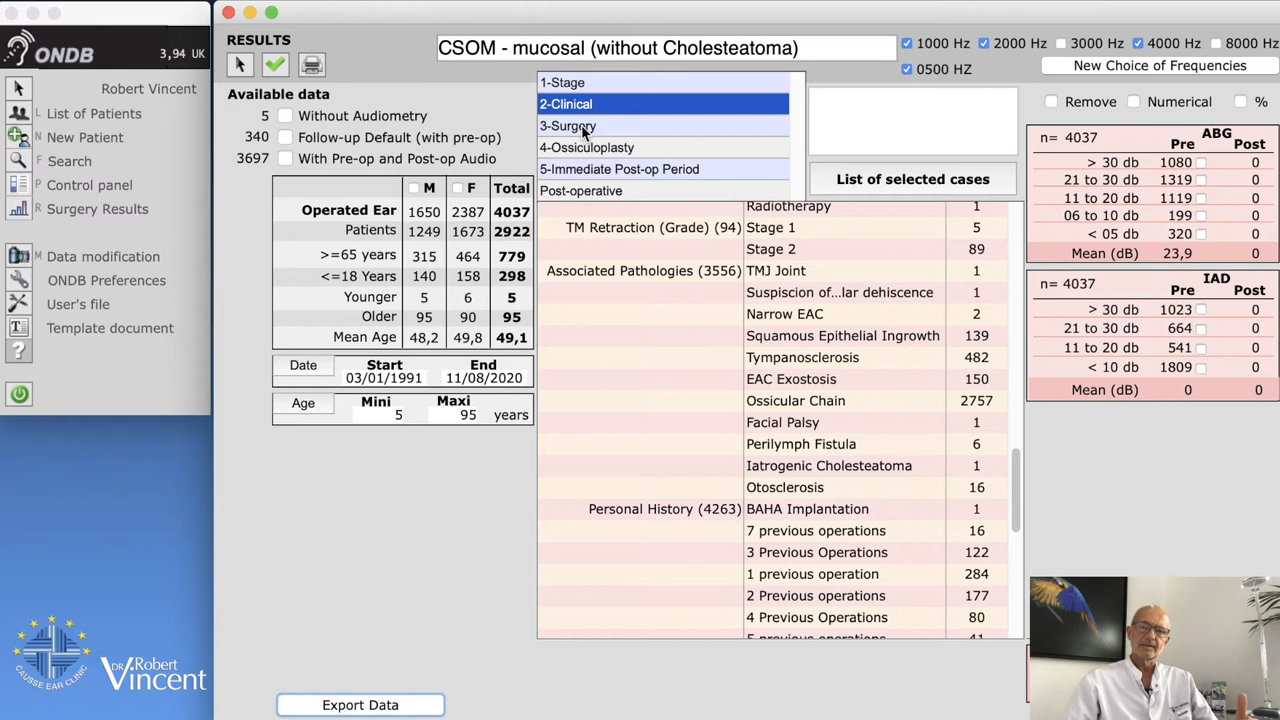 ONDB
3,94 UK
Robert Vincent
L List of Patients
N New Patient
F Search
P Control panel
R Surgery Results
M Data modification
ONDB Preferences
User's file
Template document
?
CAUSSE EAR CLINIC
DR Robert
Vincent
RESULTS
CSOM - mucosal (without Cholesteatoma)
1000 Hz 2000 Hz 3000 Hz 4000 Hz 8000 Hz
0500 HZ
New Choice of Frequencies
Available data
5 Without Audiometry
340 Follow-up Default (with pre-op)
3697 With Pre-op and Post-op Audio
M F Total
Operated Ear 1650 2387 4037
Patients 1249 1673 2922
>=65 years 315 464 779
<=18 Years 140 158 298
Younger 5 6 5
Older 95 90 95
Mean Age 48,2 49,8 49,1
Date Start End
03/01/1991 11/08/2020
Age Mini Maxi
5 95 years
Export Data
1-Stage
2-Clinical
3-Surgery
4-Ossiculoplasty
5-Immediate Post-op Period
Post-operative
List of selected cases
Radiotherapy 1
TM Retraction (Grade) (94) Stage 1 5
Stage 2 89
Associated Pathologies (3556) TMJ Joint 1
Suspicion of...lar dehiscence 1
Narrow EAC 2
Squamous Epithelial Ingrowth 139
Tympanosclerosis 482
EAC Exostosis 150
Ossicular Chain 2757
Facial Palsy 1
Perilymph Fistula 6
Iatrogenic Cholesteatoma 1
Otosclerosis 16
Personal History (4263) BAHA Implantation 1
7 previous operations 16
3 Previous Operations 122
1 previous operation 284
2 Previous operations 177
4 Previous Operations 80
5 previous operations 41
Remove Numerical %
n= 4037 ABG
Pre Post
> 30 db 1080 0
21 to 30 db 1319 0
11 to 20 db 1119 0
06 to 10 db 199 0
< 05 db 320 0
Mean (dB) 23,9 0
n= 4037 IAD
Pre Post
> 30 db 1023 0
21 to 30 db 664 0
11 to 20 db 541 0
< 10 db 1809 0
Mean (dB) 0 0